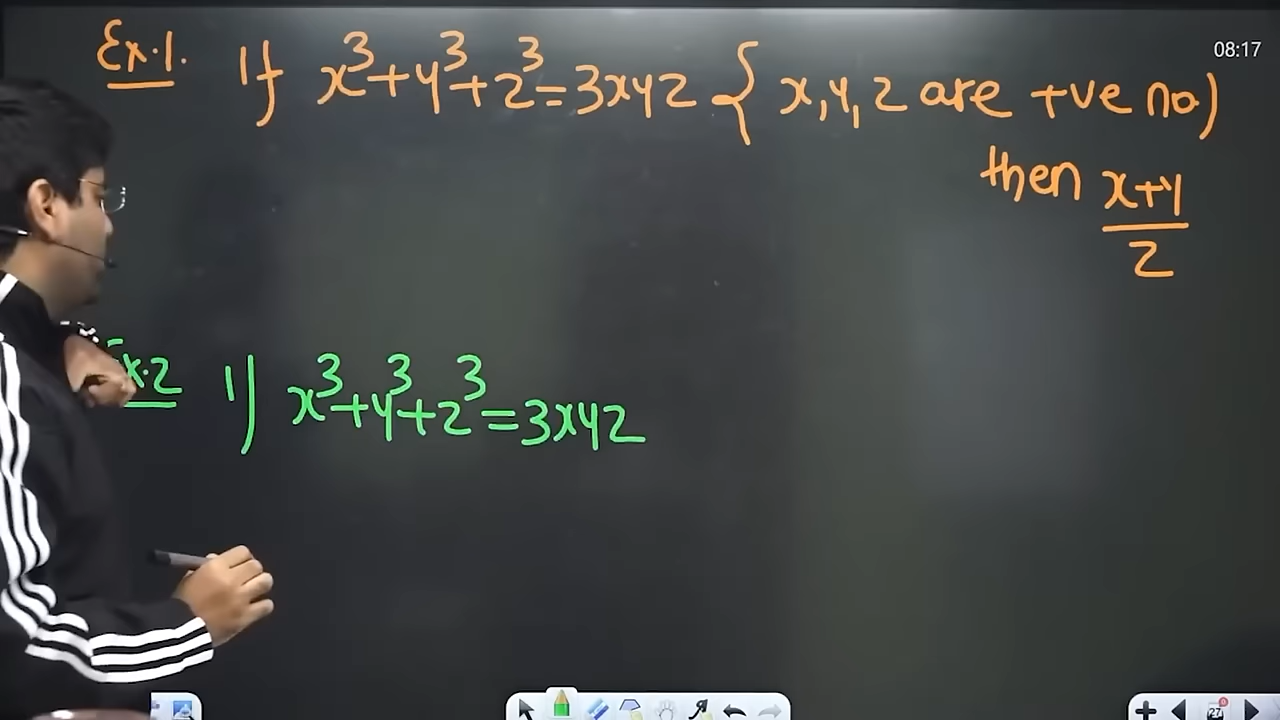 08:17
Ex.1. If x³+y³+z³=3xyz { x,y,z are +ve no)
then (x+y)/z
Ex.2 If x³+y³+z³=3xyz